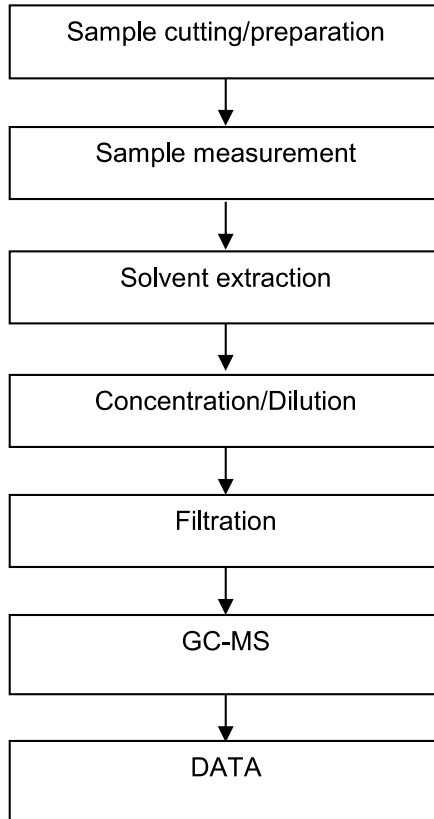 Sample cutting/preparation
Sample measurement
Solvent extraction
Concentration/Dilution
Filtration
GC-MS
DATA